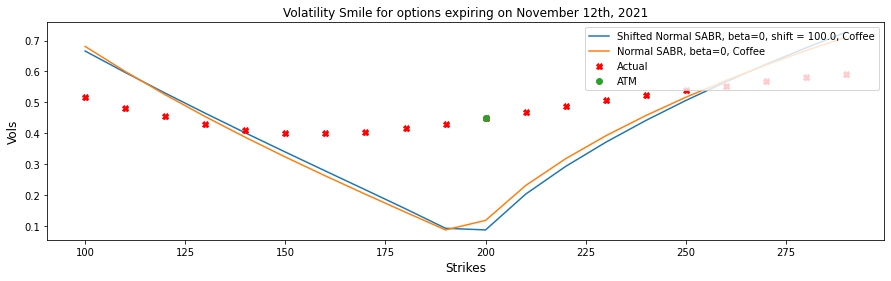 Volatility Smile for options expiring on November 12th, 2021
Shifted Normal SABR, beta=0, shift = 100.0, Coffee
Normal SABR, beta=0, Coffee
Actual
ATM
Vols
0.7
0.6
0.5
0.4
0.3
0.2
0.1
100
125
150
175
200
225
250
275
Strikes